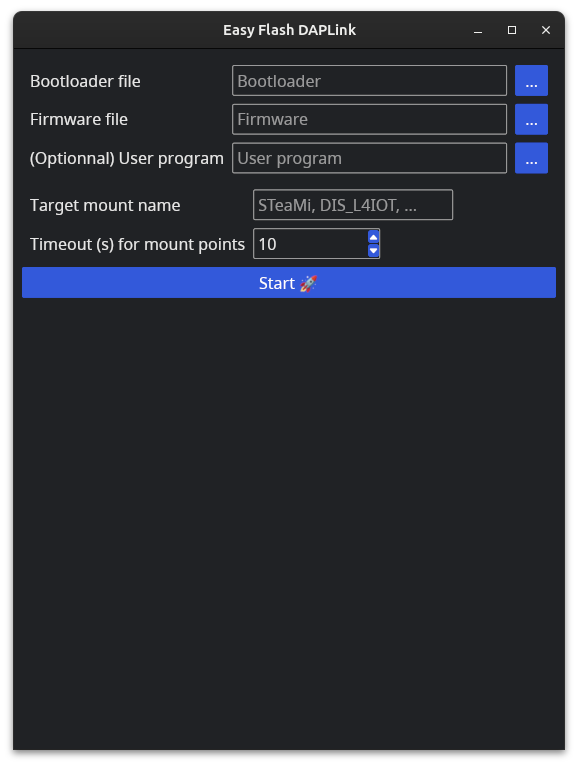 Easy Flash DAPLink
Bootloader file Bootloader ...
Firmware file Firmware ...
(Optionnal) User program User program ...
Target mount name STeaMi, DIS_L4IOT, ...
Timeout (s) for mount points 10
Start 🚀